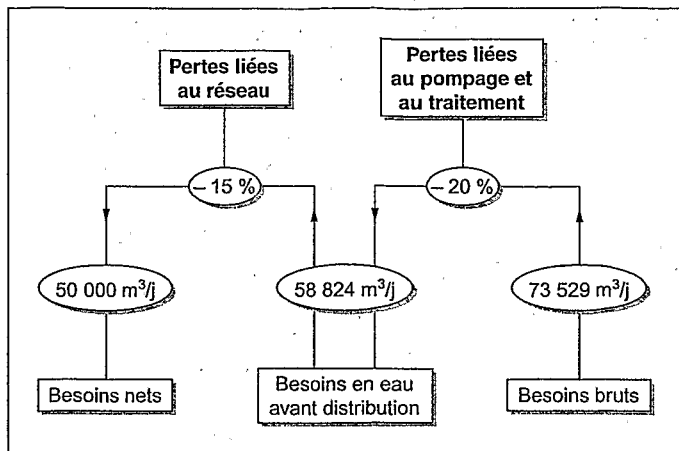 Pertes liées
au réseau
Pertes liées
au pompage et
au traitement
– 15 %
– 20 %
50 000 m³/j
58 824 m³/j
73 529 m³/j
Besoins nets
Besoins en eau
avant distribution
Besoins bruts